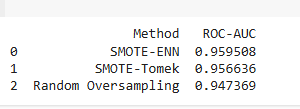 Method ROC-AUC
0 SMOTE-ENN 0.959508
1 SMOTE-Tomek 0.956636
2 Random Oversampling 0.947369